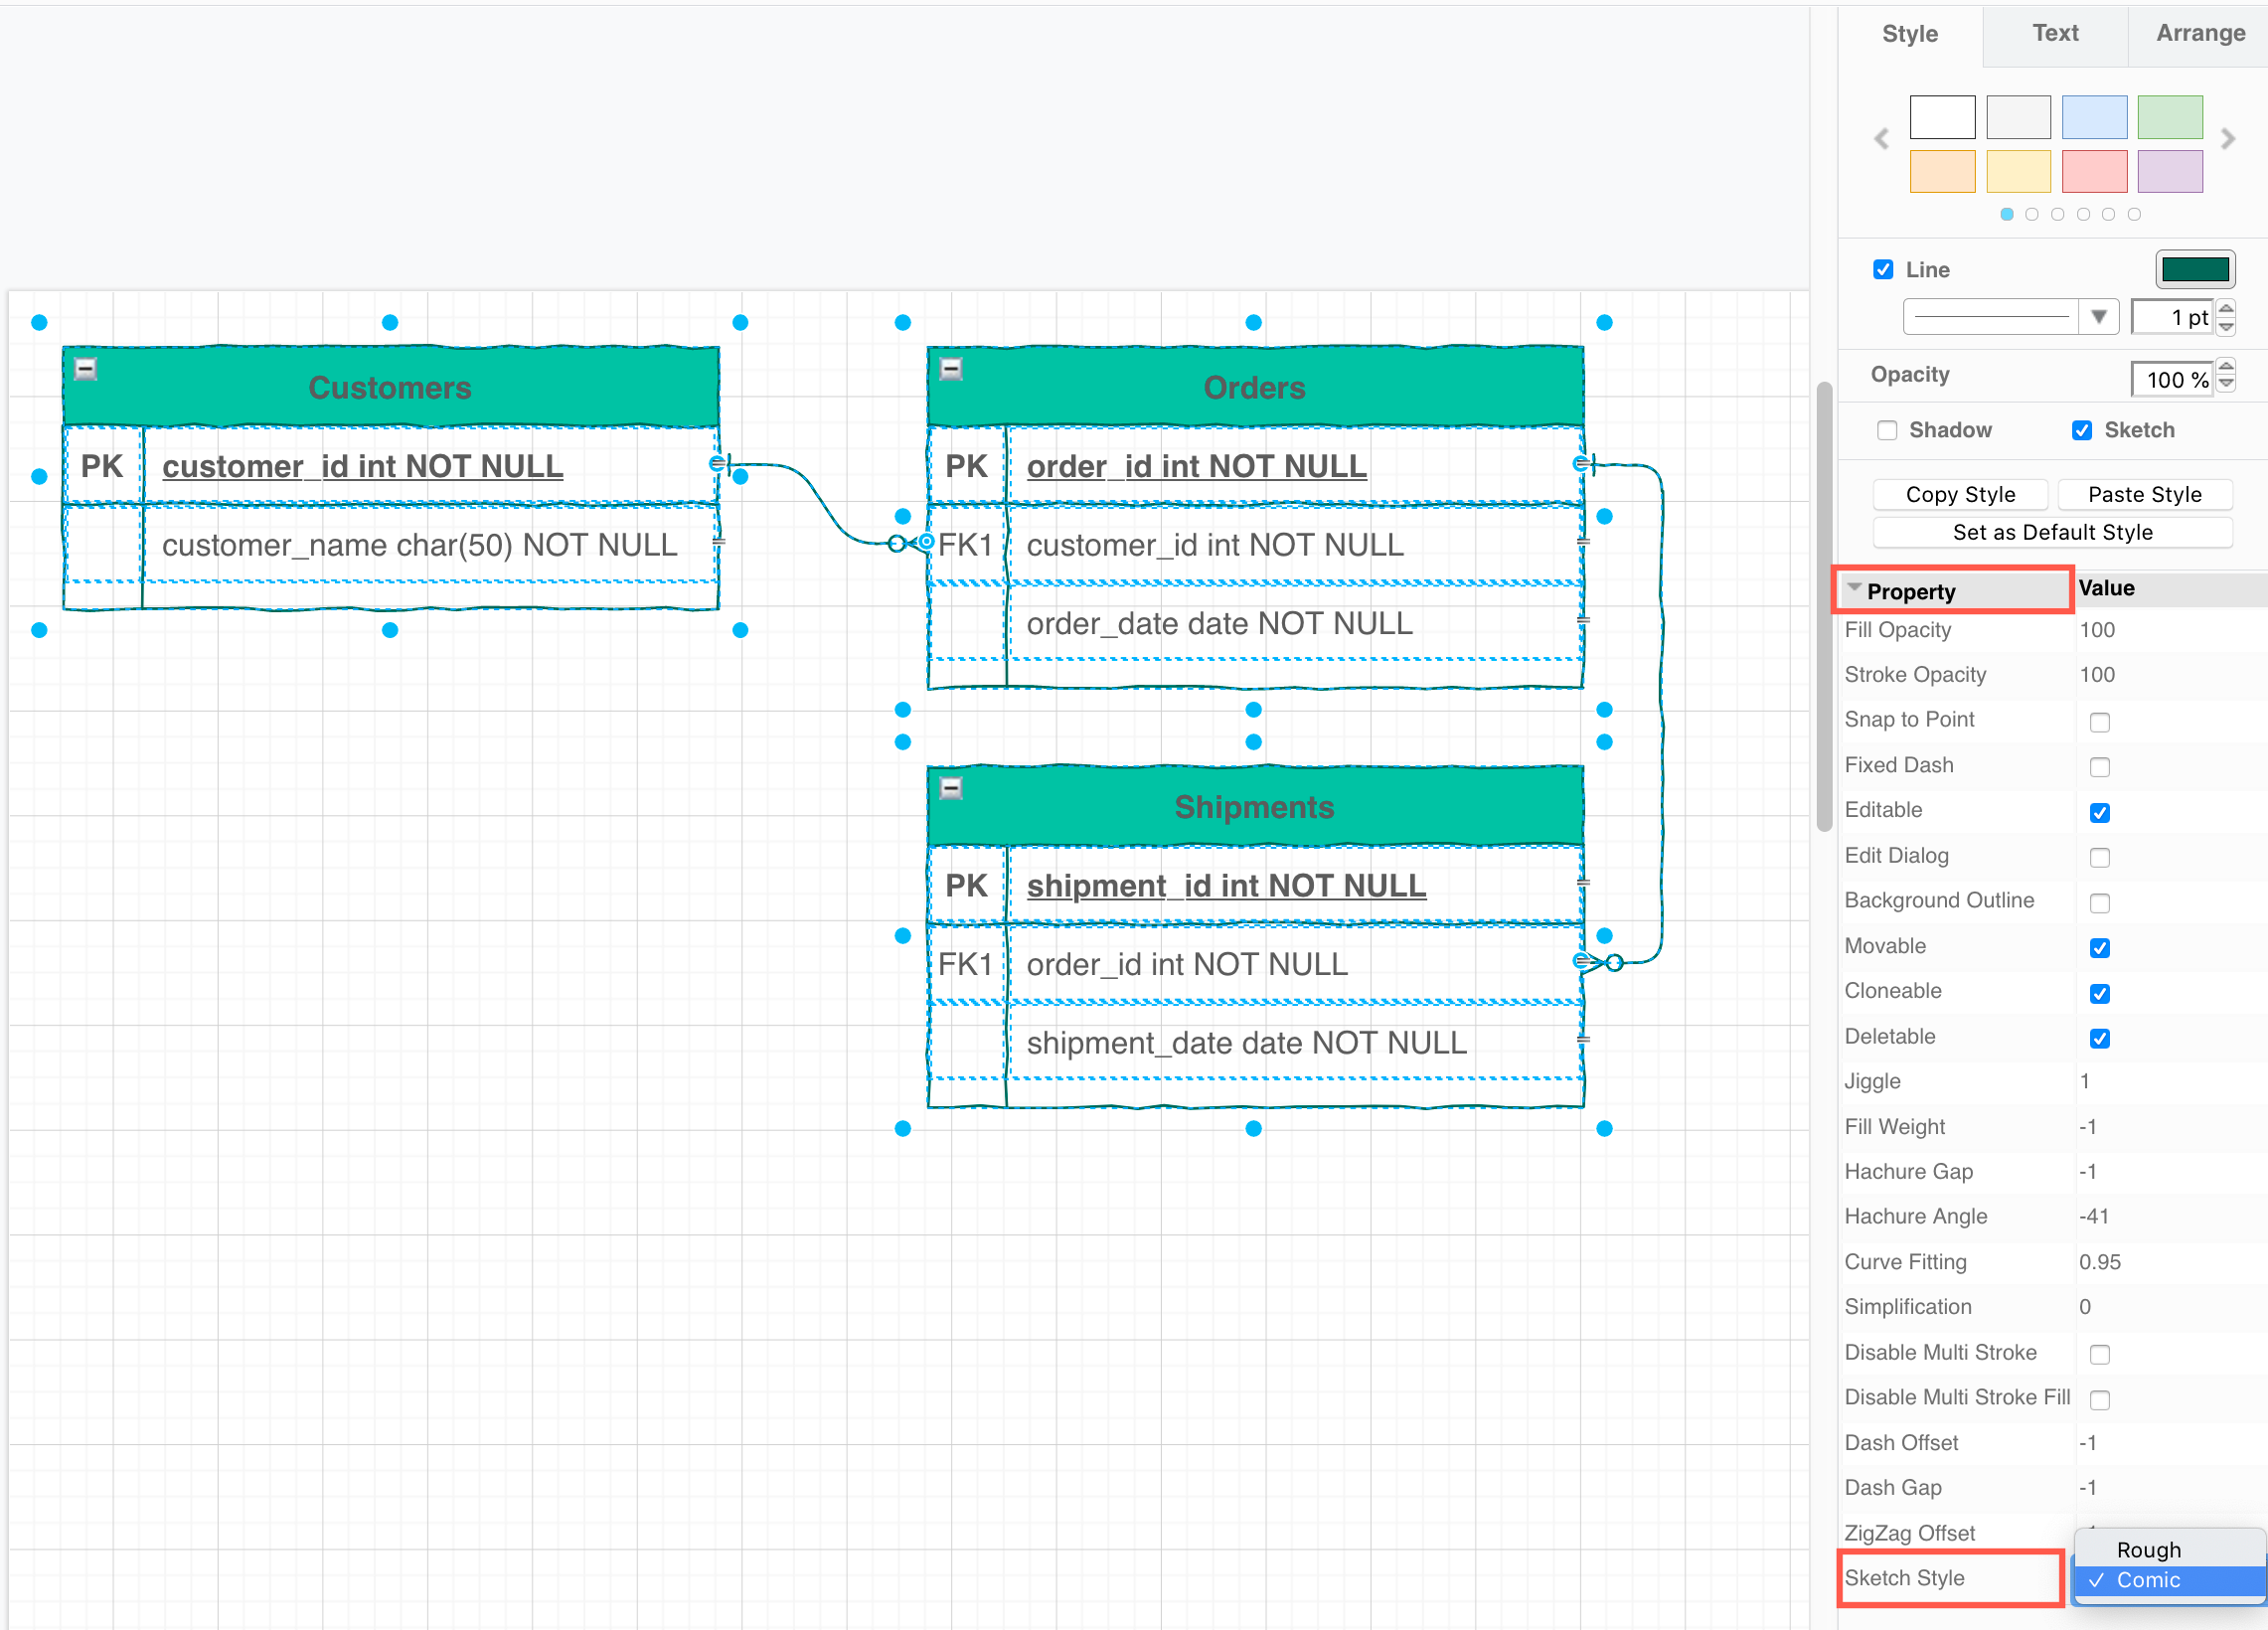 Style Text Arrange
Line
1 pt
Opacity 100 %
Shadow Sketch
Copy Style Paste Style
Set as Default Style
Property Value
Fill Opacity 100
Stroke Opacity 100
Snap to Point
Fixed Dash
Editable
Edit Dialog
Background Outline
Movable
Cloneable
Deletable
Jiggle 1
Fill Weight -1
Hachure Gap -1
Hachure Angle -41
Curve Fitting 0.95
Simplification 0
Disable Multi Stroke
Disable Multi Stroke Fill
Dash Offset -1
Dash Gap -1
ZigZag Offset
Sketch Style
Rough
✓ Comic
Customers
PK customer_id int NOT NULL
customer_name char(50) NOT NULL
Orders
PK order_id int NOT NULL
FK1 customer_id int NOT NULL
order_date date NOT NULL
Shipments
PK shipment_id int NOT NULL
FK1 order_id int NOT NULL
shipment_date date NOT NULL